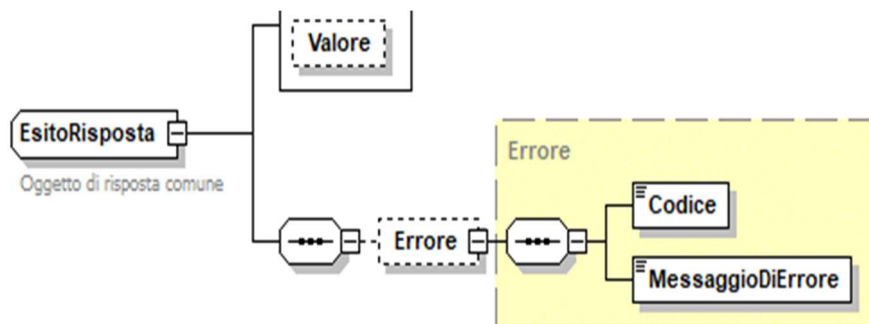 Valore
EsitoRisposta
Oggetto di risposta comune
Errore
Errore
Codice
MessaggioDiErrore